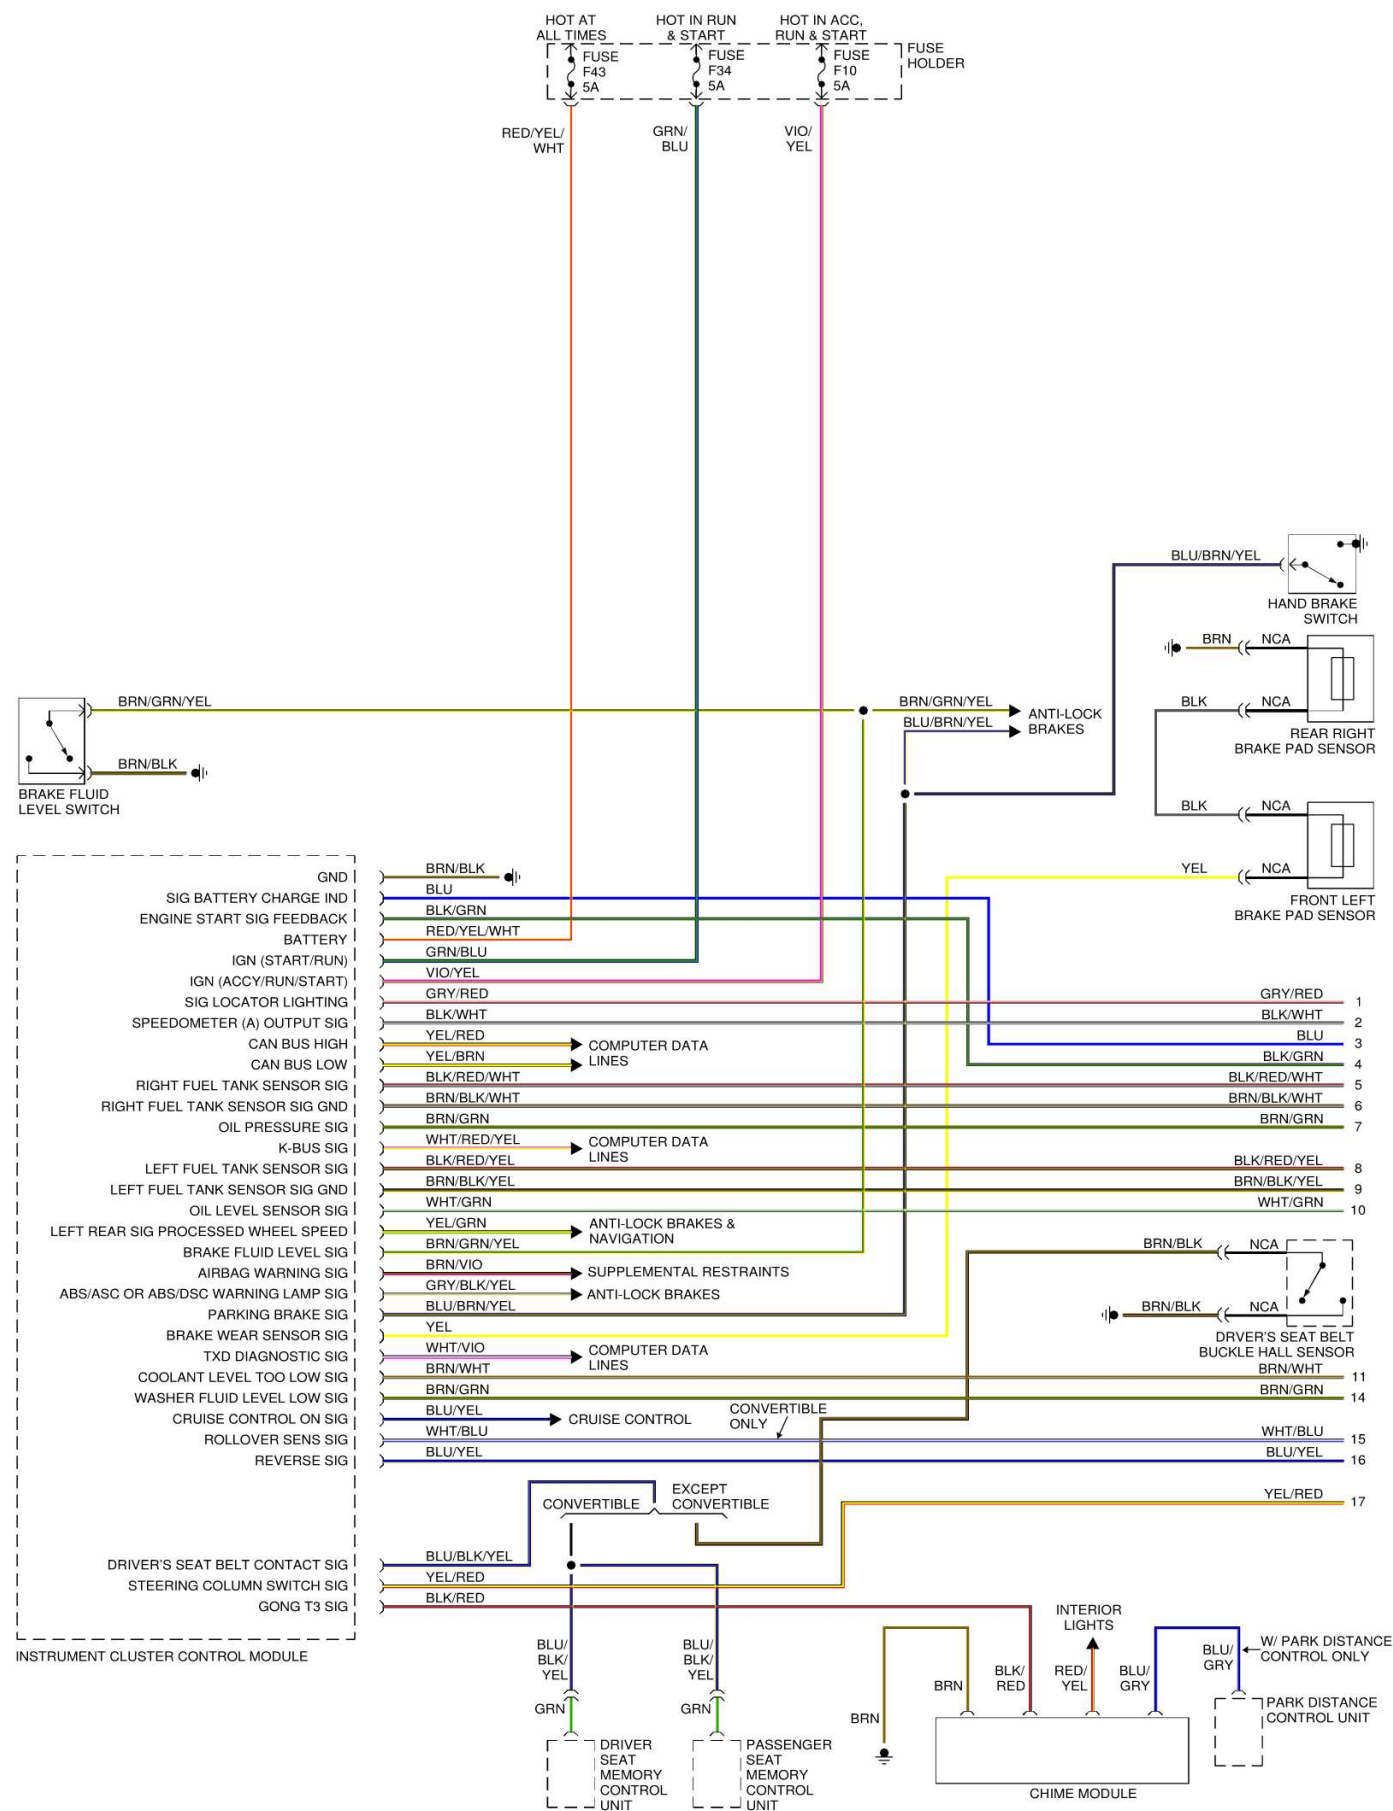 HOT AT
ALL TIMES
HOT IN RUN
& START
HOT IN ACC,
RUN & START
FUSE
F43
5A
FUSE
F34
5A
FUSE
F10
5A
FUSE
HOLDER
RED/YEL/
WHT
GRN/
BLU
VIO/
YEL
BLU/BRN/YEL
HAND BRAKE
SWITCH
BRN
NCA
BLK
NCA
REAR RIGHT
BRAKE PAD SENSOR
BRN/GRN/YEL
BRN/GRN/YEL
BLU/BRN/YEL
ANTI-LOCK
BRAKES
BRN/BLK
BRAKE FLUID
LEVEL SWITCH
BLK
NCA
YEL
NCA
FRONT LEFT
BRAKE PAD SENSOR
GND
BRN/BLK
SIG BATTERY CHARGE IND
BLU
ENGINE START SIG FEEDBACK
BLK/GRN
BATTERY
RED/YEL/WHT
IGN (START/RUN)
GRN/BLU
IGN (ACCY/RUN/START)
VIO/YEL
SIG LOCATOR LIGHTING
GRY/RED
GRY/RED
1
SPEEDOMETER (A) OUTPUT SIG
BLK/WHT
BLK/WHT
2
CAN BUS HIGH
YEL/RED
COMPUTER DATA
LINES
BLU
3
CAN BUS LOW
YEL/BRN
BLK/GRN
4
RIGHT FUEL TANK SENSOR SIG
BLK/RED/WHT
BLK/RED/WHT
5
RIGHT FUEL TANK SENSOR SIG GND
BRN/BLK/WHT
BRN/BLK/WHT
6
OIL PRESSURE SIG
BRN/GRN
BRN/GRN
7
K-BUS SIG
WHT/RED/YEL
COMPUTER DATA
LINES
LEFT FUEL TANK SENSOR SIG
BLK/RED/YEL
BLK/RED/YEL
8
LEFT FUEL TANK SENSOR SIG GND
BRN/BLK/YEL
BRN/BLK/YEL
9
OIL LEVEL SENSOR SIG
WHT/GRN
WHT/GRN
10
LEFT REAR SIG PROCESSED WHEEL SPEED
YEL/GRN
ANTI-LOCK BRAKES &
NAVIGATION
BRAKE FLUID LEVEL SIG
BRN/GRN/YEL
BRN/BLK
NCA
AIRBAG WARNING SIG
BRN/VIO
SUPPLEMENTAL RESTRAINTS
ABS/ASC OR ABS/DSC WARNING LAMP SIG
GRY/BLK/YEL
ANTI-LOCK BRAKES
PARKING BRAKE SIG
BLU/BRN/YEL
BRN/BLK
NCA
BRAKE WEAR SENSOR SIG
YEL
DRVER'S SEAT BELT
BUCKLE HALL SENSOR
TXD DIAGNOSTIC SIG
WHT/VIO
COMPUTER DATA
LINES
COOLANT LEVEL TOO LOW SIG
BRN/WHT
BRN/WHT
11
WASHER FLUID LEVEL LOW SIG
BRN/GRN
BRN/GRN
14
CRUISE CONTROL ON SIG
BLU/YEL
CRUISE CONTROL
CONVERTIBLE
ONLY
ROLLOVER SENS SIG
WHT/BLU
WHT/BLU
15
REVERSE SIG
BLU/YEL
BLU/YEL
16
CONVERTIBLE
EXCEPT
CONVERTIBLE
YEL/RED
17
DRIVER'S SEAT BELT CONTACT SIG
BLU/BLK/YEL
STEERING COLUMN SWITCH SIG
YEL/RED
GONG T3 SIG
BLK/RED
INSTRUMENT CLUSTER CONTROL MODULE
BLU/
BLK/
YEL
BLU/
BLK/
YEL
GRN
GRN
DRIVER
SEAT
MEMORY
CONTROL
UNIT
PASSENGER
SEAT
MEMORY
CONTROL
UNIT
INTERIOR
LIGHTS
BRN
BRN
BLK/
RED
RED/
YEL
BLU/
GRY
BLU/
GRY
W/ PARK DISTANCE
CONTROL ONLY
PARK DISTANCE
CONTROL UNIT
CHIME MODULE